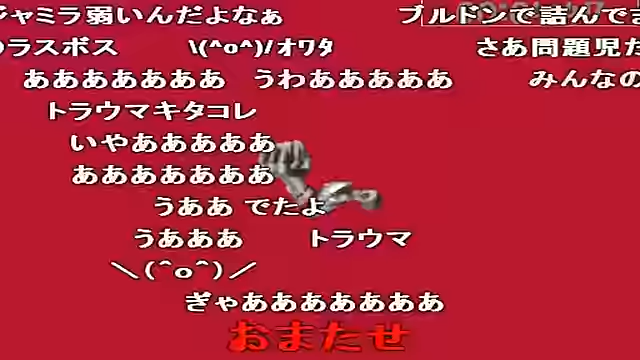 ジャミラ弱いんだよなぁ ブルドンで詰んでま
のラスボス \(^o^)/ｵﾜﾀ さあ問題児だ
あああああああ うわあああああ みんなの
トラウマキタコレ
いやあああああ
あああああああ
うああ でたよ
うあああ トラウマ
＼(^o^)／
ぎゃああああああああ
おまたせ